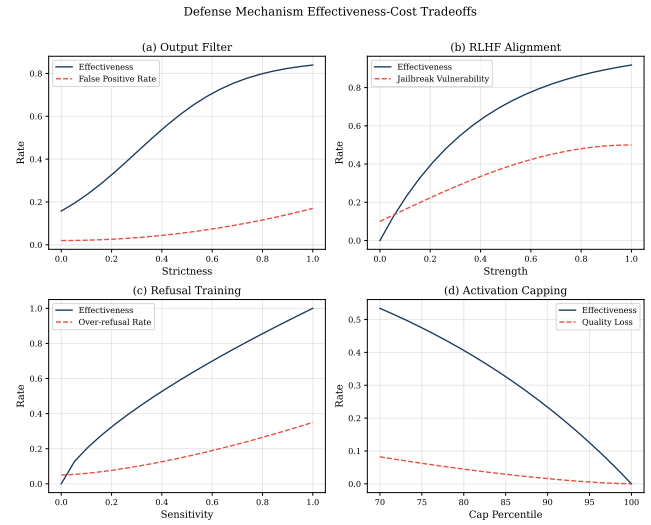 Defense Mechanism Effectiveness-Cost Tradeoffs
(a) Output Filter
Effectiveness
False Positive Rate
Rate
0.8
0.6
0.4
0.2
0.0
0.0 0.2 0.4 0.6 0.8 1.0
Strictness
(b) RLHF Alignment
Effectiveness
Jailbreak Vulnerability
Rate
0.8
0.6
0.4
0.2
0.0
0.0 0.2 0.4 0.6 0.8 1.0
Strength
(c) Refusal Training
Effectiveness
Over-refusal Rate
Rate
1.0
0.8
0.6
0.4
0.2
0.0
0.0 0.2 0.4 0.6 0.8 1.0
Sensitivity
(d) Activation Capping
Effectiveness
Quality Loss
Rate
0.5
0.4
0.3
0.2
0.1
0.0
70 75 80 85 90 95 100
Cap Percentile